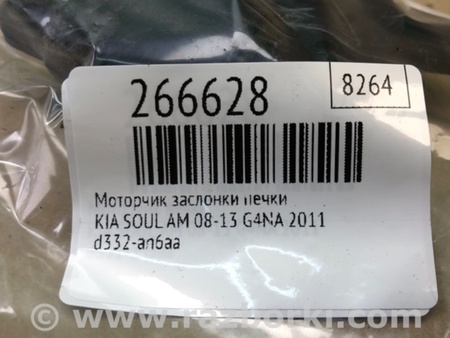 8264
266628
Моторчик заслонки печки
KIA SOUL AM 08-13 G4NA 2011
d332-an6aa
© www.razborki.com